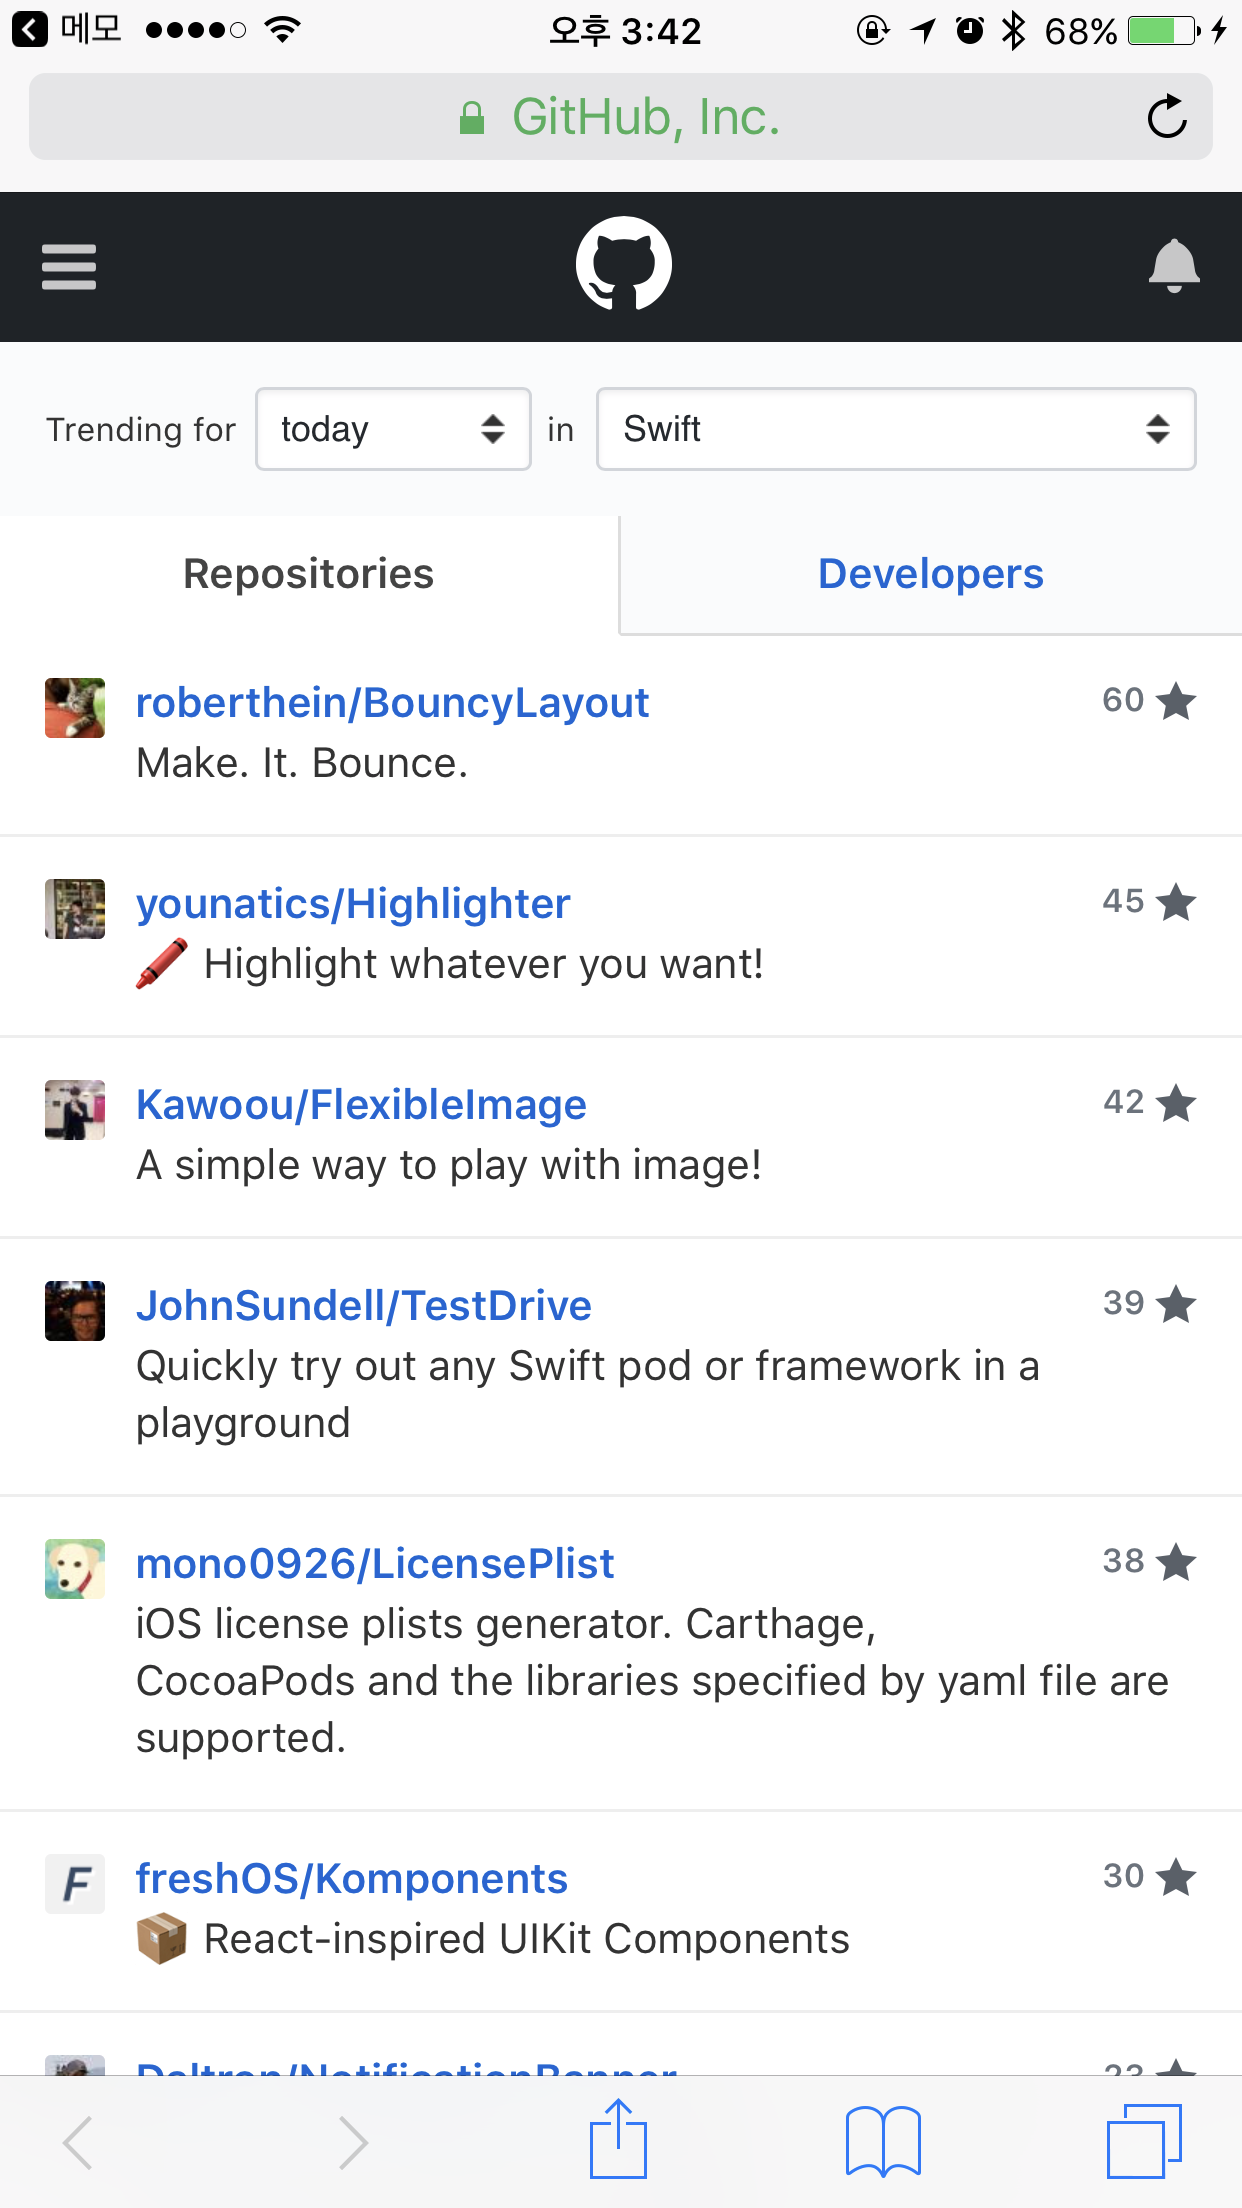 메모 오후 3:42 68%
GitHub, Inc.
Trending for today in Swift
Repositories Developers
roberthein/BouncyLayout 60
Make. It. Bounce.
younatics/Highlighter 45
Highlight whatever you want!
Kawoou/FlexibleImage 42
A simple way to play with image!
JohnSundell/TestDrive 39
Quickly try out any Swift pod or framework in a
playground
mono0926/LicensePlist 38
iOS license plists generator. Carthage,
CocoaPods and the libraries specified by yaml file are
supported.
F freshOS/Komponents 30
React-inspired UIKit Components
Daltron/NotificationBanner 23